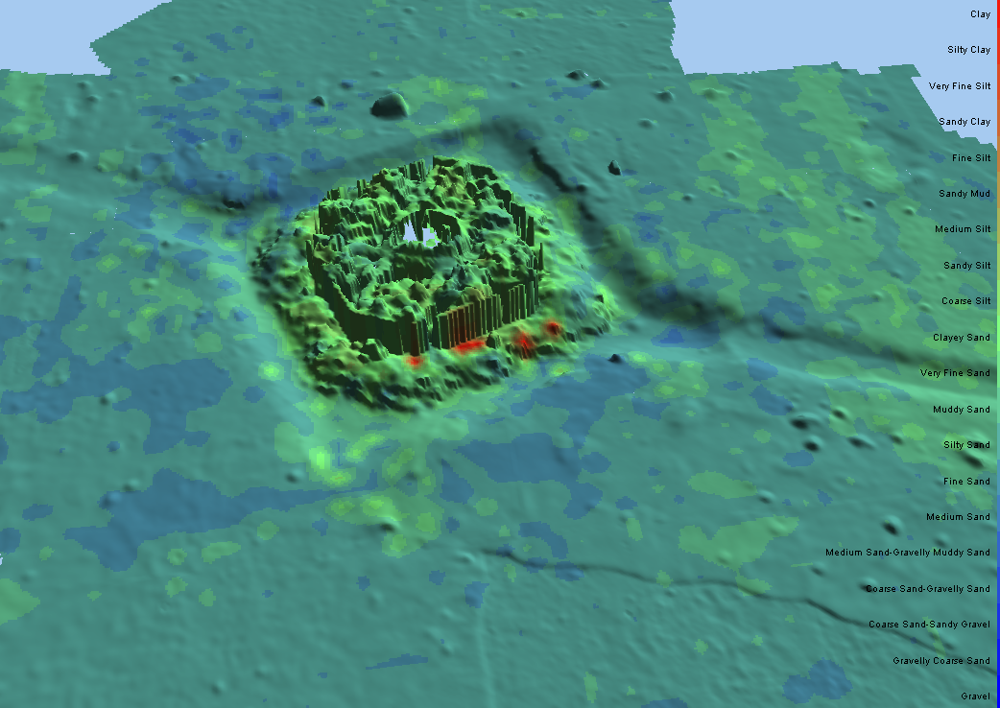 Clay
Silty Clay
Very Fine Silt
Sandy Clay
Fine Silt
Sandy Mud
Medium Silt
Sandy Silt
Coarse Silt
Clayey Sand
Very Fine Sand
Muddy Sand
Silty Sand
Fine Sand
Medium Sand
Medium Sand-Gravelly Muddy Sand
Coarse Sand-Gravelly Sand
Coarse Sand-Sandy Gravel
Gravelly Coarse Sand
Gravel